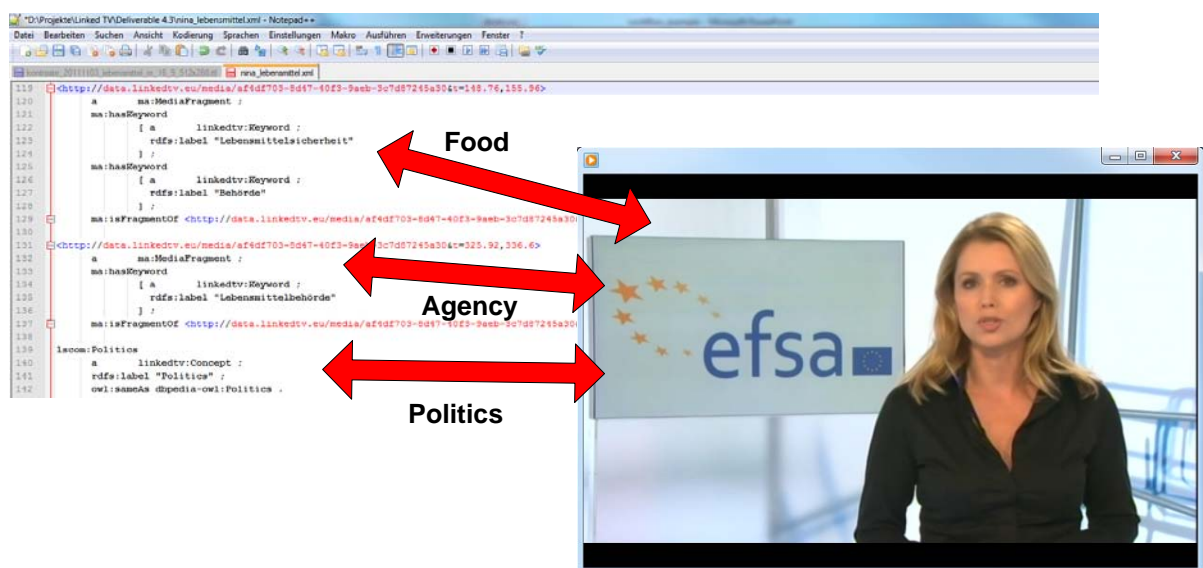 *D:\Projekte\Linked TV\Deliverable 4.3\nina_lebensmittel.xml - Notepad++
Datei Bearbeiten Suchen Ansicht Kodierung Sprachen Einstellungen Makro Ausführen Erweiterungen Fenster ?
nina_lebensmittel.xml
119 <http://data.linkedtv.eu/media/af4df703-8d47-40f3-9aeb-3c7d87245a30&t=148.76,155.96>
120 a ma:MediaFragment ;
121 ma:hasKeyword
122 [ a linkedtv:Keyword ;
123 rdfs:label "Lebensmittelsicherheit"
124 ] ;
125 ma:hasKeyword
126 [ a linkedtv:Keyword ;
127 rdfs:label "Behörde"
128 ] ;
129 ma:isFragmentOf <http://data.linkedtv.eu/media/af4df703-8d47-40f3-9aeb-3c7d87245a30
130
131 <http://data.linkedtv.eu/media/af4df703-8d47-40f3-9aeb-3c7d87245a30&t=325.92,336.6>
132 a ma:MediaFragment ;
133 ma:hasKeyword
134 [ a linkedtv:Keyword ;
135 rdfs:label "Lebensmittelbehörde"
136 ] ;
137 ma:isFragmentOf <http://data.linkedtv.eu/media/af4df703-8d47-40f3-9aeb-3c7d87245a30
138
139 lscom:Politics
140 a linkedtv:Concept ;
141 rdfs:label "Politics" ;
142 owl:sameAs dbpedia-owl:Politics .
Food
Agency
Politics
efsa